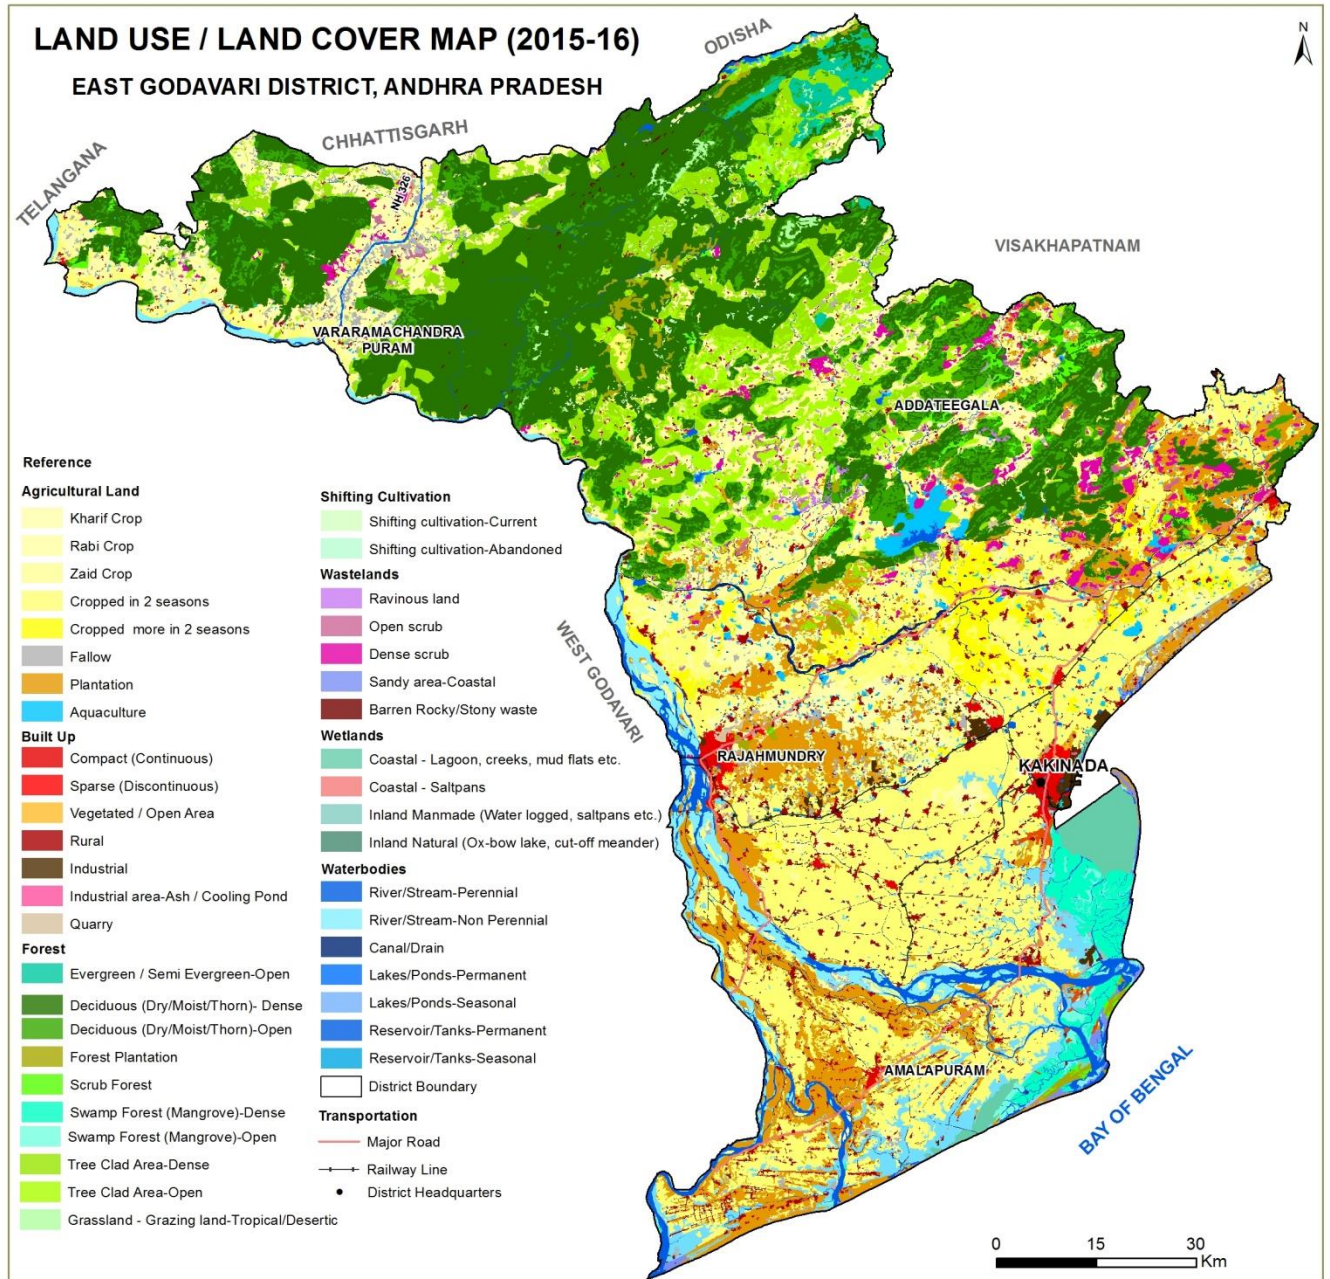 LAND USE / LAND COVER MAP (2015-16)
EAST GODAVARI DISTRICT, ANDHRA PRADESH
N
ODISHA
CHHATTISGARH
TELANGANA
NH 326
VISAKHAPATNAM
VARARAMACHANDRA
PURAM
ADDATEEGALA
WEST GODAVARI
RAJAHMUNDRY
KAKINADA
AMALAPURAM
BAY OF BENGAL
Reference
Agricultural Land
Kharif Crop
Rabi Crop
Zaid Crop
Cropped in 2 seasons
Cropped more in 2 seasons
Fallow
Plantation
Aquaculture
Built Up
Compact (Continuous)
Sparse (Discontinuous)
Vegetated / Open Area
Rural
Industrial
Industrial area-Ash / Cooling Pond
Quarry
Forest
Evergreen / Semi Evergreen-Open
Deciduous (Dry/Moist/Thorn)- Dense
Deciduous (Dry/Moist/Thorn)-Open
Forest Plantation
Scrub Forest
Swamp Forest (Mangrove)-Dense
Swamp Forest (Mangrove)-Open
Tree Clad Area-Dense
Tree Clad Area-Open
Grassland - Grazing land-Tropical/Desertic
Shifting Cultivation
Shifting cultivation-Current
Shifting cultivation-Abandoned
Wastelands
Ravinous land
Open scrub
Dense scrub
Sandy area-Coastal
Barren Rocky/Stony waste
Wetlands
Coastal - Lagoon, creeks, mud flats etc.
Coastal - Saltpans
Inland Manmade (Water logged, saltpans etc.)
Inland Natural (Ox-bow lake, cut-off meander)
Waterbodies
River/Stream-Perennial
River/Stream-Non Perennial
Canal/Drain
Lakes/Ponds-Permanent
Lakes/Ponds-Seasonal
Reservoir/Tanks-Permanent
Reservoir/Tanks-Seasonal
District Boundary
Transportation
Major Road
Railway Line
District Headquarters
0 15 30
Km